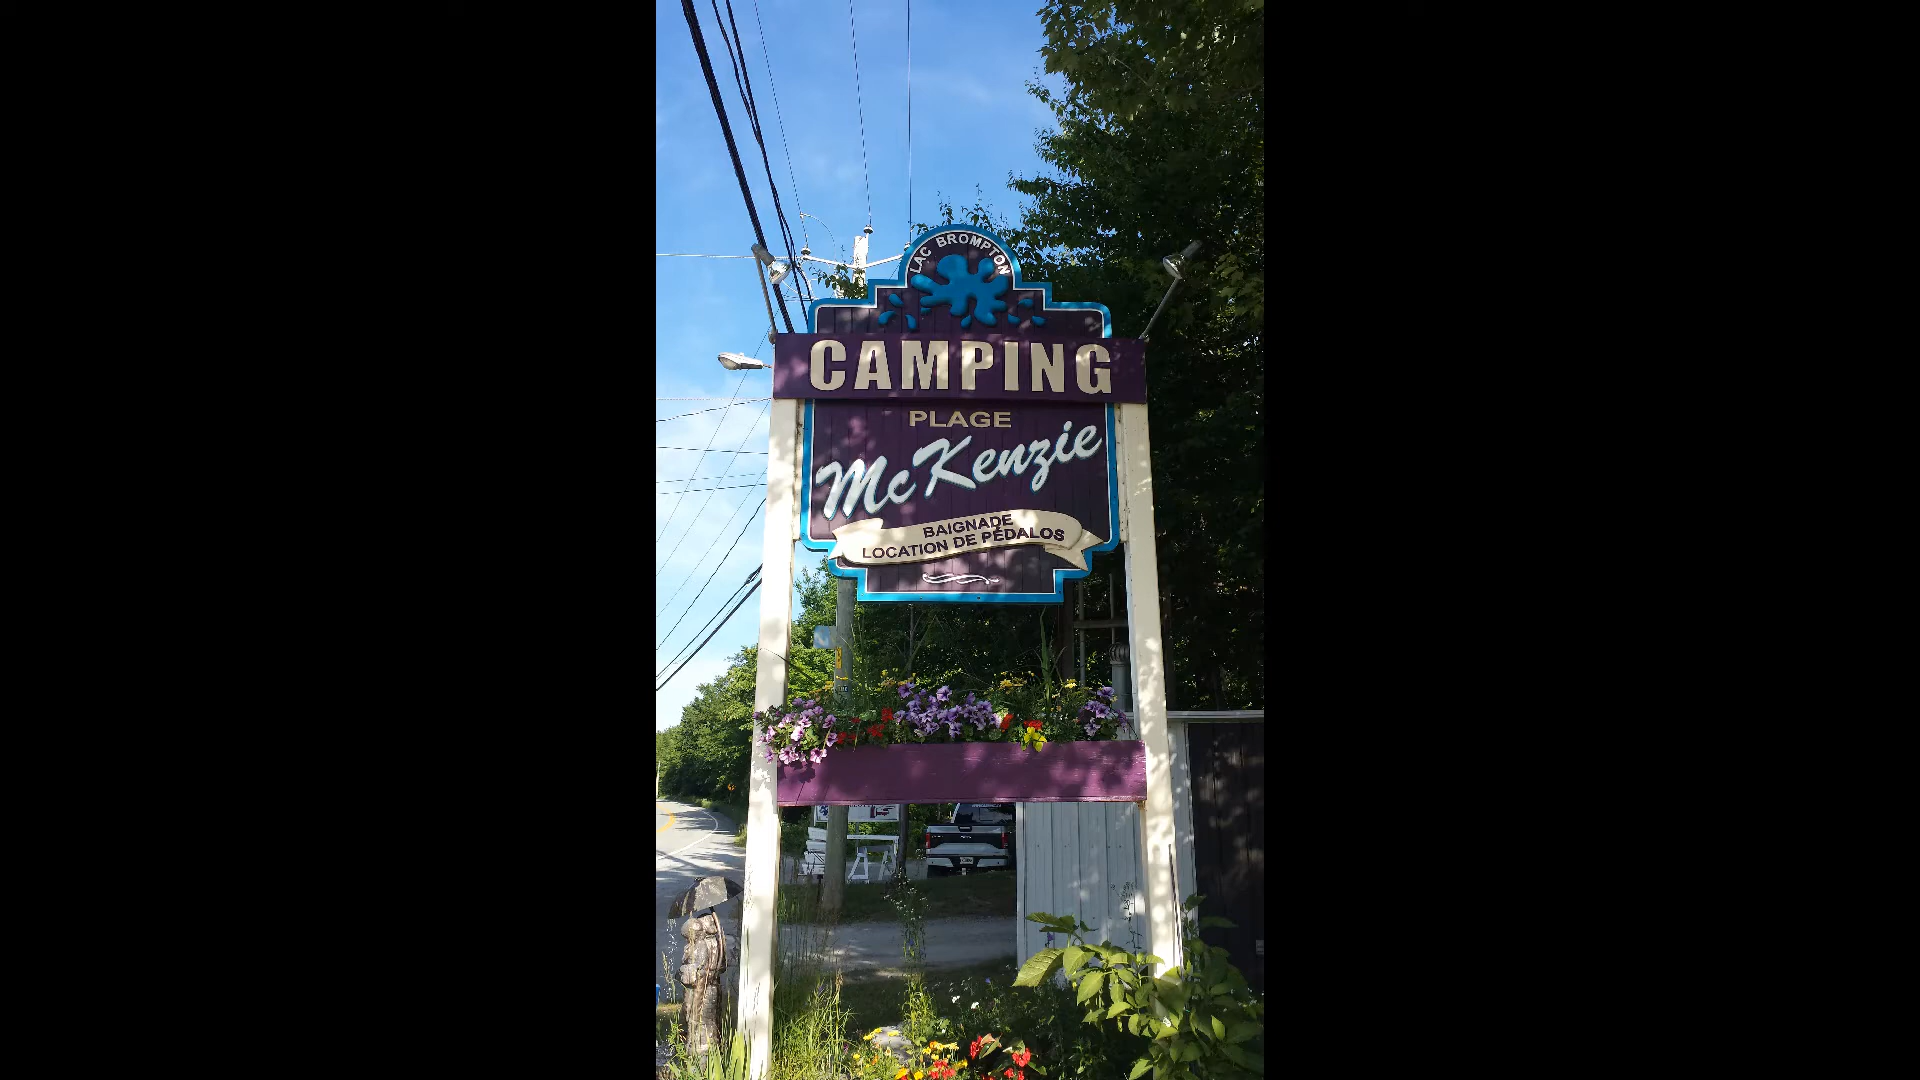 LAC BROMPTON
CAMPING
PLAGE
McKenzie
BAIGNADE
LOCATION DE PÉDALOS